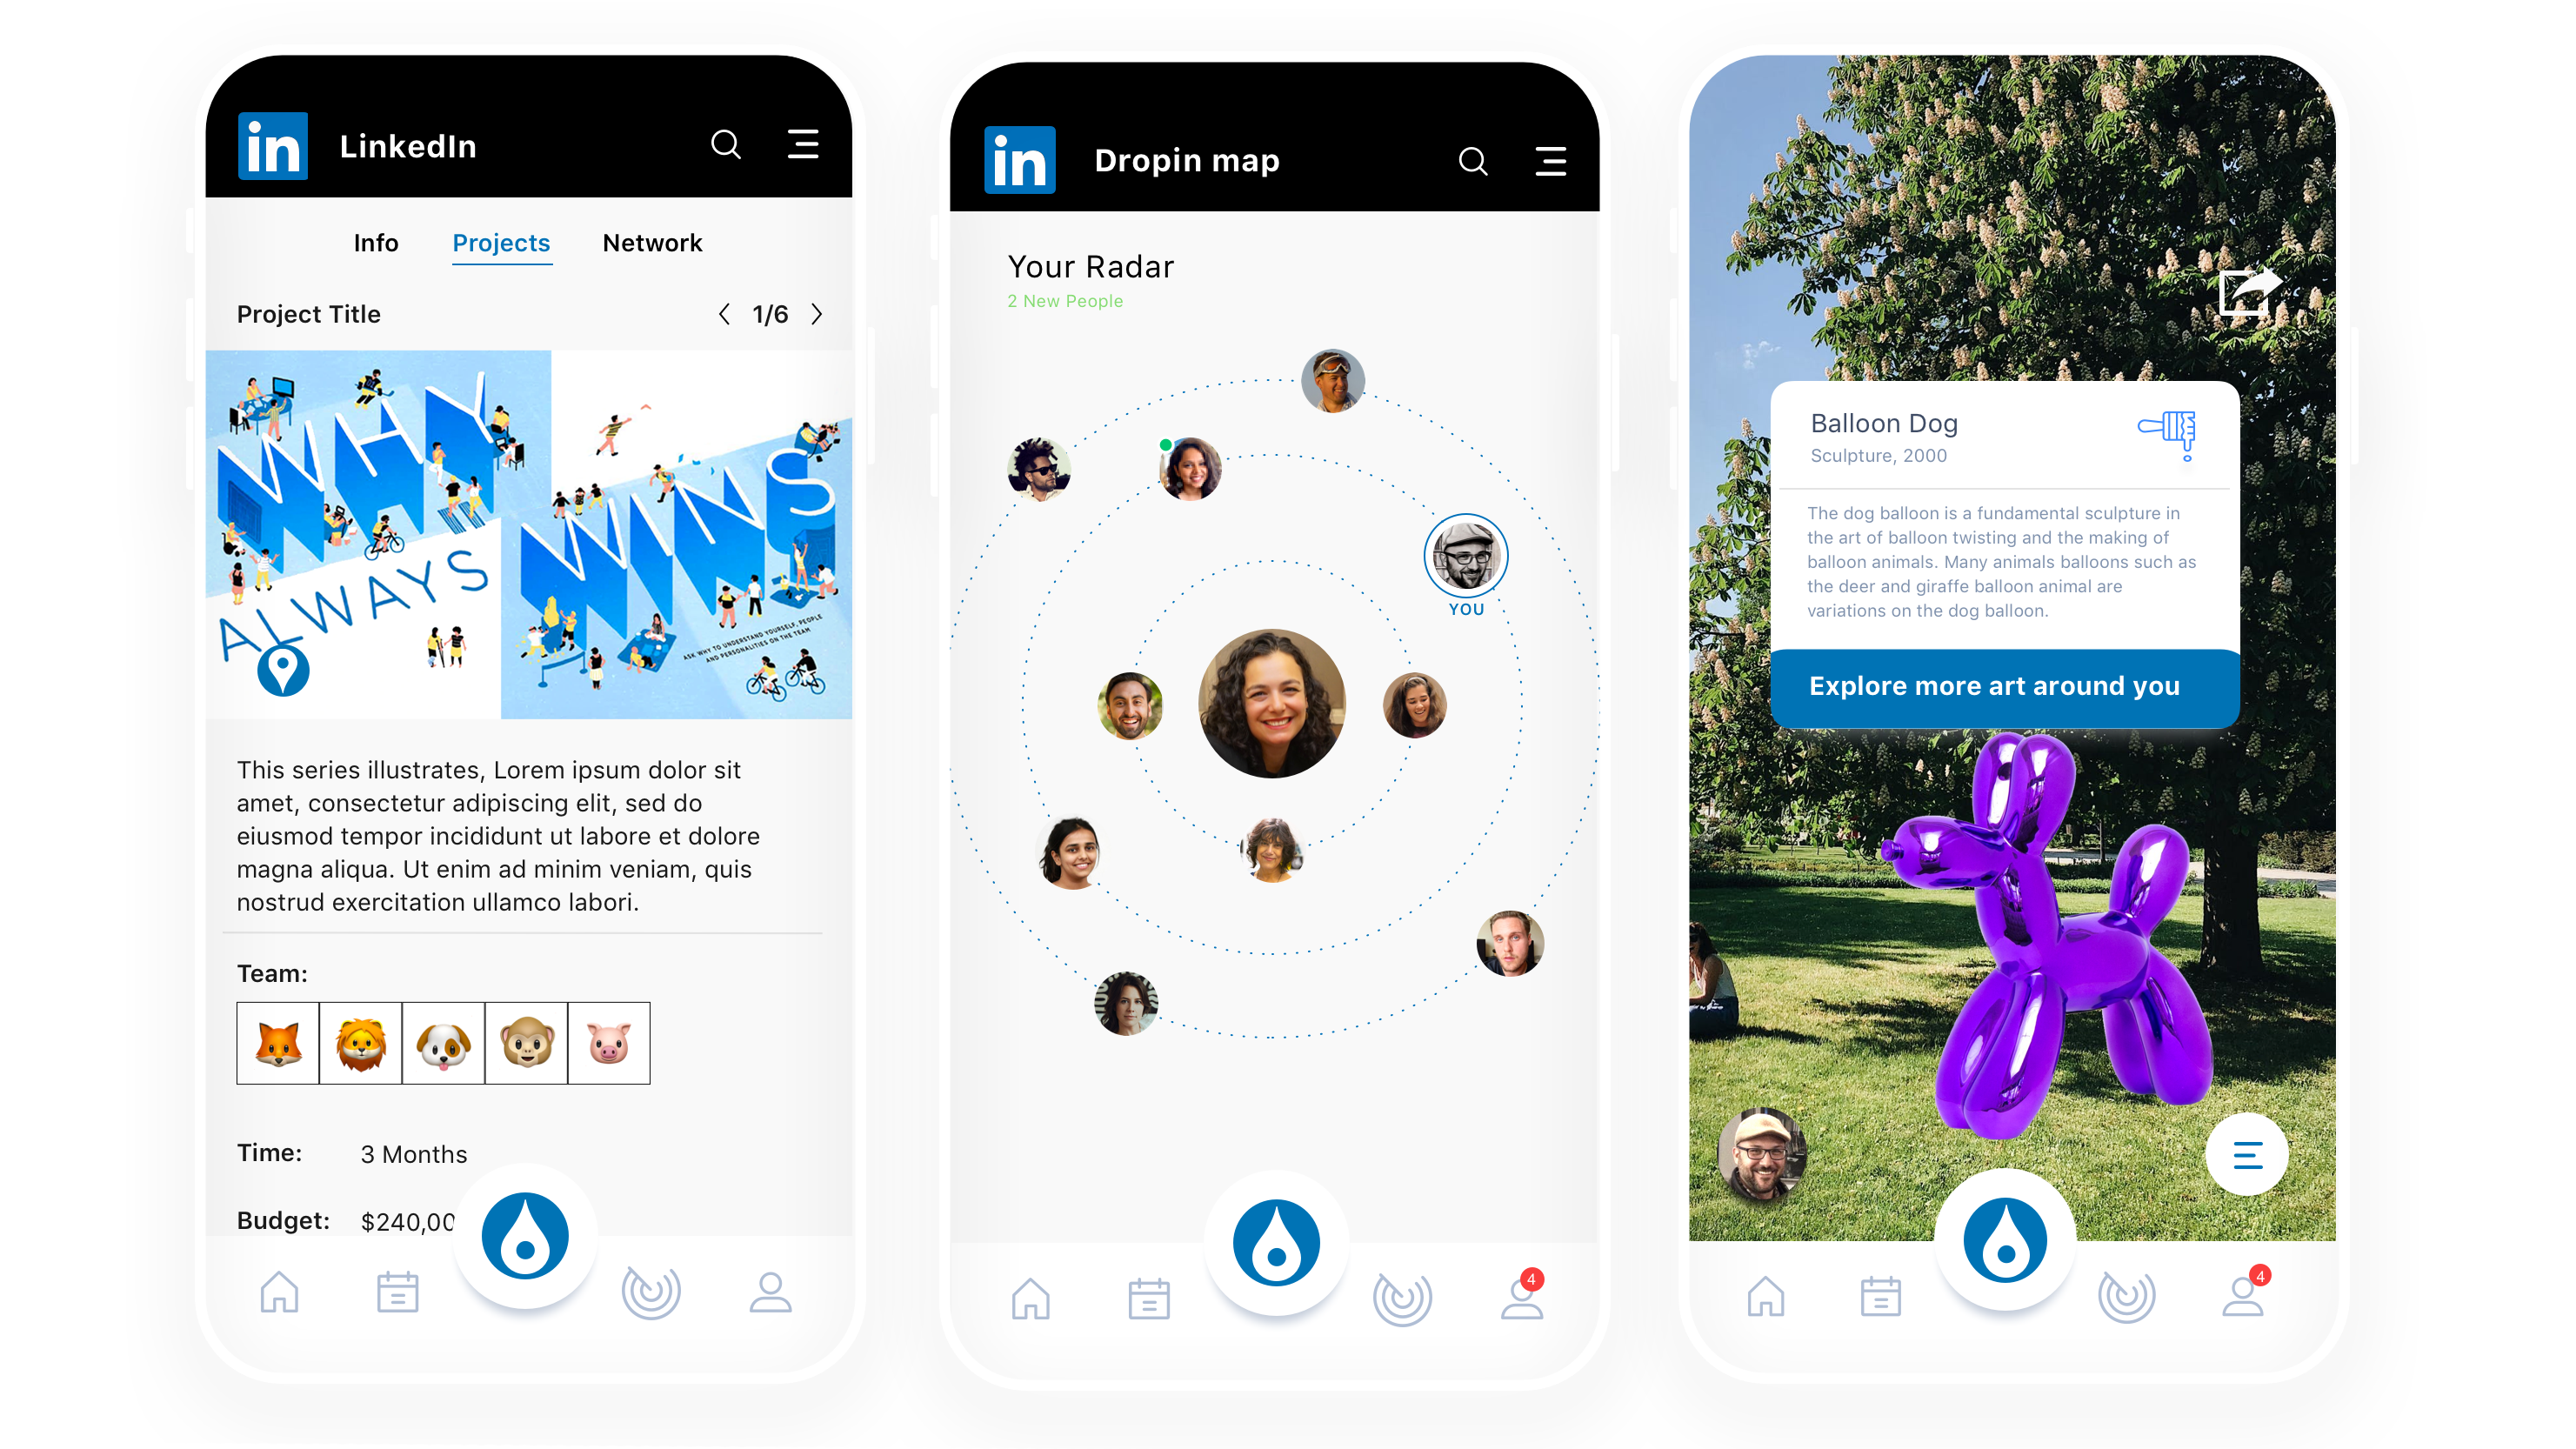 in LinkedIn
Info Projects Network
Project Title 1/6
WHY
ALWAYS
WINS
ASK WHY TO UNDERSTAND YOURSELF, PEOPLE
AND PERSONALITIES ON THE TEAM
This series illustrates, Lorem ipsum dolor sit
amet, consectetur adipiscing elit, sed do
eiusmod tempor incididunt ut labore et dolore
magna aliqua. Ut enim ad minim veniam, quis
nostrud exercitation ullamco labori.
Team:
Time: 3 Months
Budget: $240,00
in Dropin map
Your Radar
2 New People
YOU
4
Balloon Dog
Sculpture, 2000
The dog balloon is a fundamental sculpture in
the art of balloon twisting and the making of
balloon animals. Many animals balloons such as
the deer and giraffe balloon animal are
variations on the dog balloon.
Explore more art around you
4